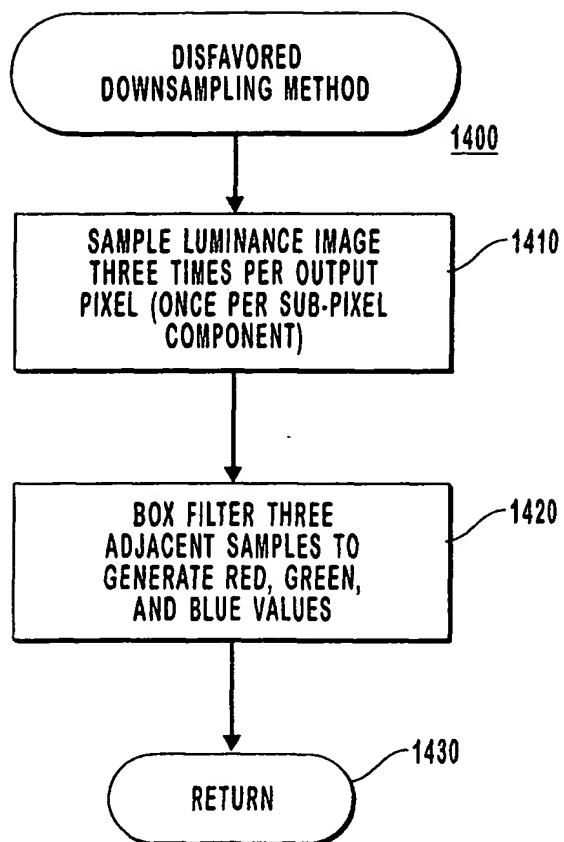 DISFAVORED
DOWNSAMPLING METHOD
1400
SAMPLE LUMINANCE IMAGE
THREE TIMES PER OUTPUT
PIXEL (ONCE PER SUB-PIXEL
COMPONENT)
1410
BOX FILTER THREE
ADJACENT SAMPLES TO
GENERATE RED, GREEN,
AND BLUE VALUES
1420
RETURN
1430